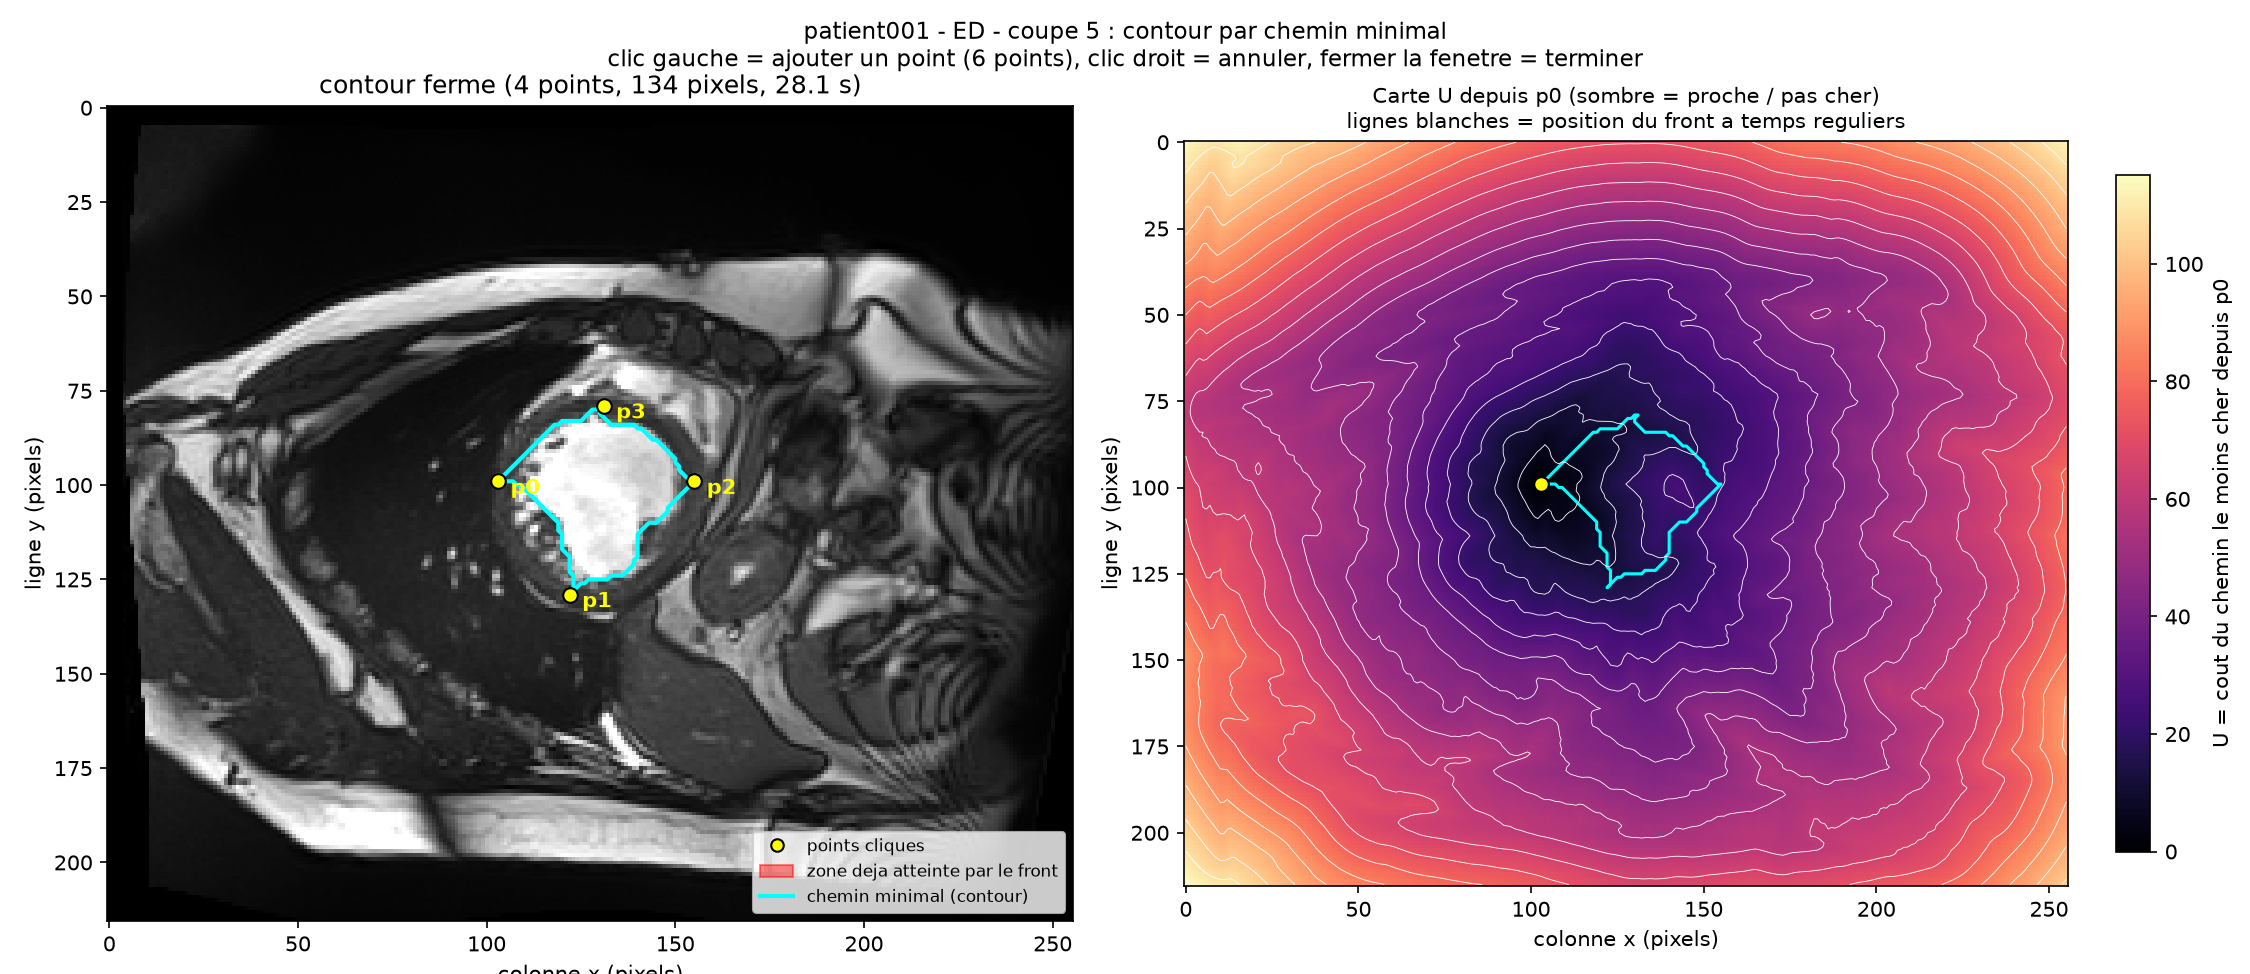 patient001 - ED - coupe 5 : contour par chemin minimal
clic gauche = ajouter un point (6 points), clic droit = annuler, fermer la fenetre = terminer
contour ferme (4 points, 134 pixels, 28.1 s)
0
25
50
75
100
125
150
175
200
ligne y (pixels)
p3
p0
p2
p1
points cliques
zone deja atteinte par le front
chemin minimal (contour)
0
50
100
150
200
250
colonne x (pixels)
Carte U depuis p0 (sombre = proche / pas cher)
lignes blanches = position du front a temps reguliers
0
25
50
75
100
125
150
175
200
ligne y (pixels)
0
50
100
150
200
250
colonne x (pixels)
100
80
60
40
20
0
U = cout du chemin le moins cher depuis p0